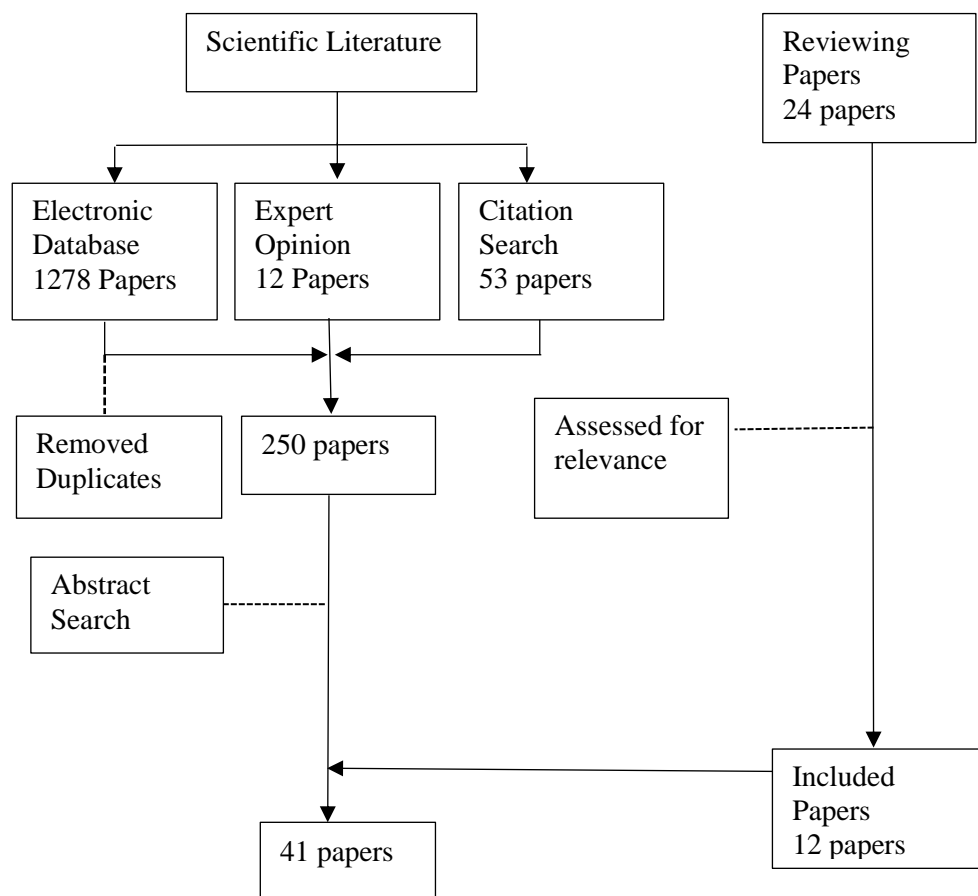 Scientific Literature
Reviewing
Papers
24 papers
Electronic
Database
1278 Papers
Expert
Opinion
12 Papers
Citation
Search
53 papers
Removed
Duplicates
250 papers
Assessed for
relevance
Abstract
Search
Included
Papers
12 papers
41 papers